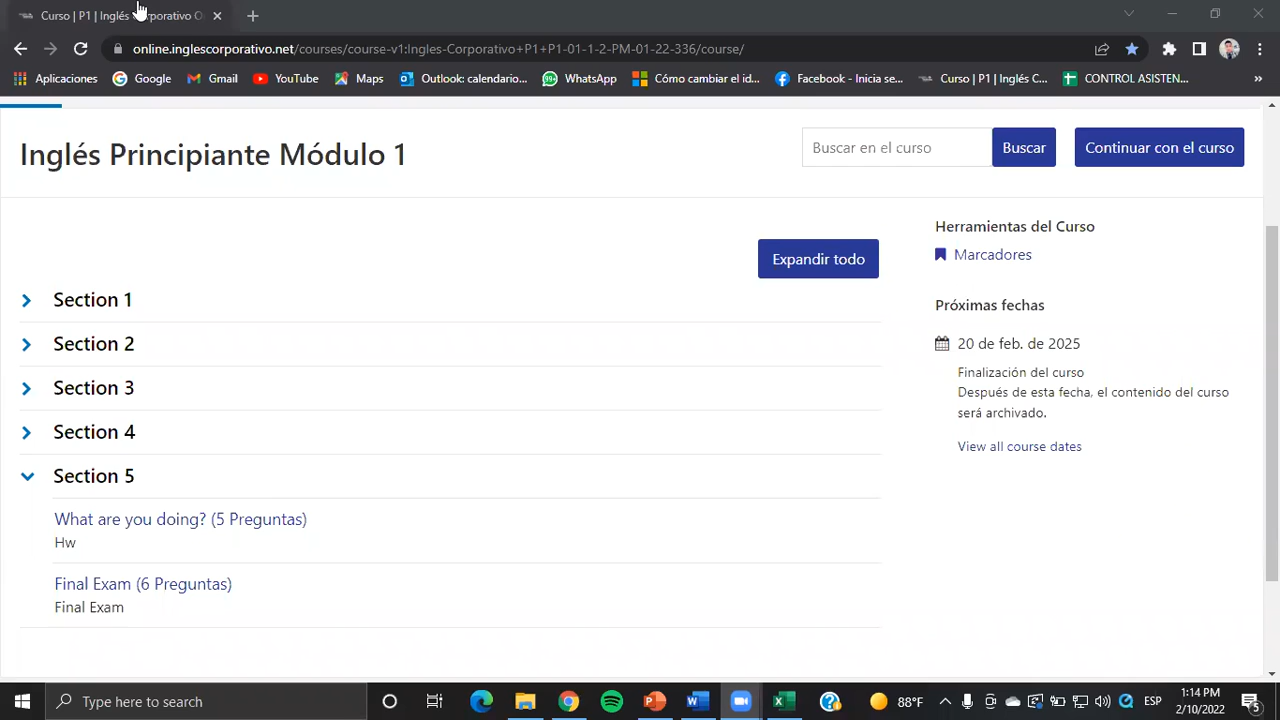 Curso | P1 | Inglés Corporativo O
online.inglescorporativo.net/courses/course-v1:Ingles-Corporativo+P1+P1-01-1-2-PM-01-22-336/course/
Aplicaciones Google Gmail YouTube Maps Outlook: calendario... WhatsApp Cómo cambiar el id... Facebook - Inicia se... Curso | P1 | Inglés C... CONTROL ASISTEN... »
Inglés Principiante Módulo 1
Buscar en el curso
Buscar
Continuar con el curso
Expandir todo
Section 1
Section 2
Section 3
Section 4
Section 5
What are you doing? (5 Preguntas)
Hw
Final Exam (6 Preguntas)
Final Exam
Herramientas del Curso
Marcadores
Próximas fechas
20 de feb. de 2025
Finalización del curso
Después de esta fecha, el contenido del curso
será archivado.
View all course dates
Type here to search
88°F
ESP
1:14 PM
2/10/2022
5